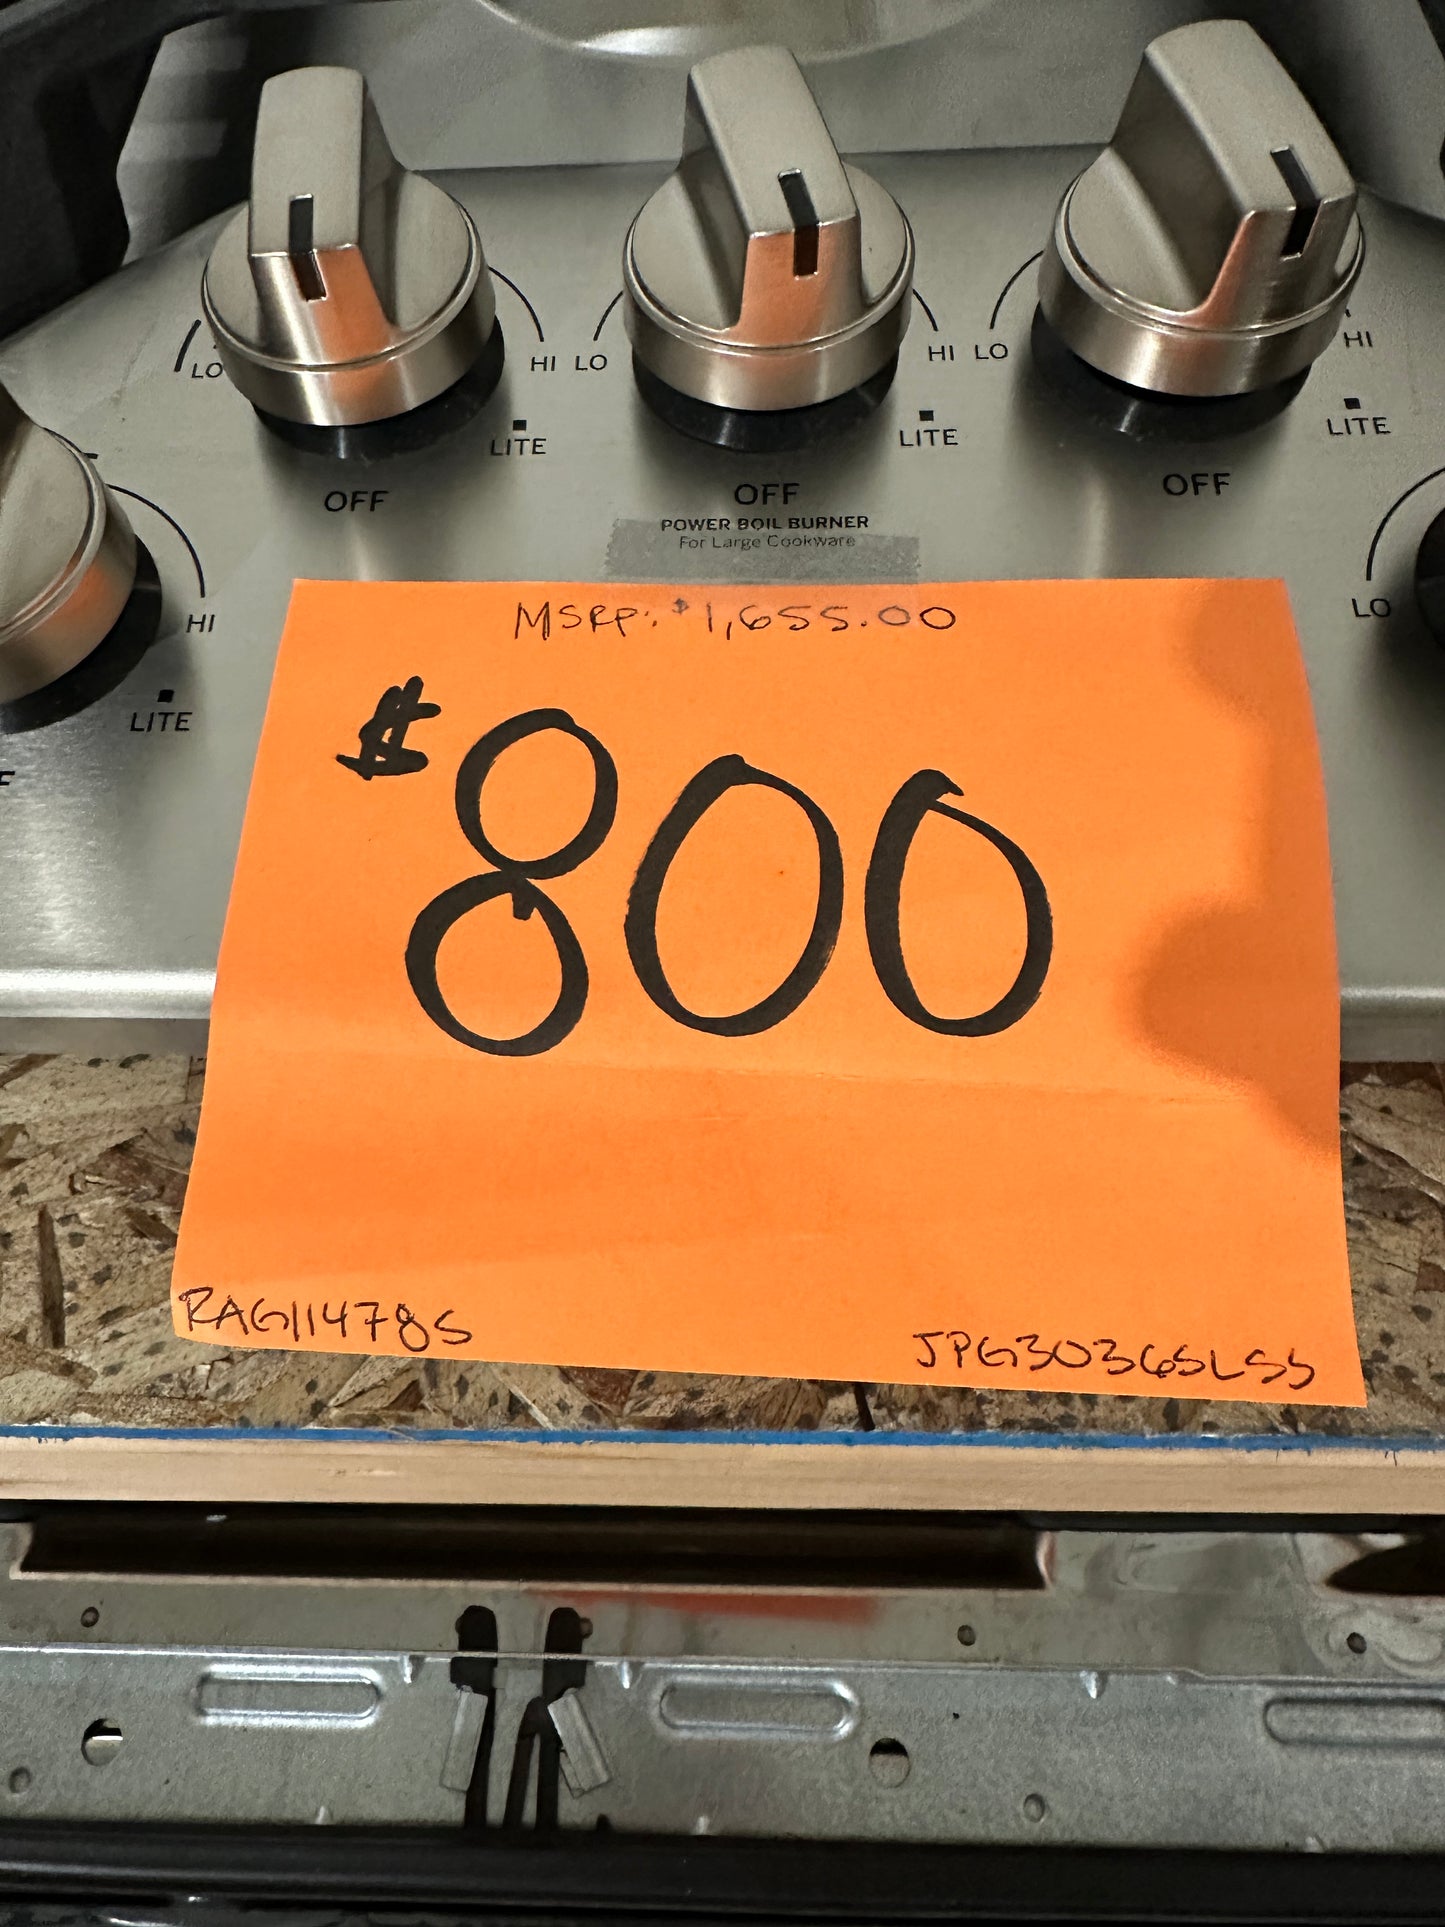 LO HI LO HI LO HI
LITE LITE LITE
OFF OFF OFF
POWER BOIL BURNER
For Large Cookware
HI LO
LITE
MSRP: $1,655.00
$800
RAG114785
JPG3036SLSS